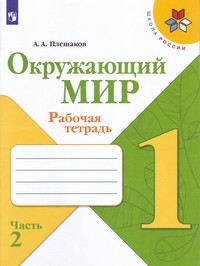 ШКОЛА РОССИИ
А. А. Плешаков
Окружающий
МИР
Рабочая
тетрадь
1
Часть
2